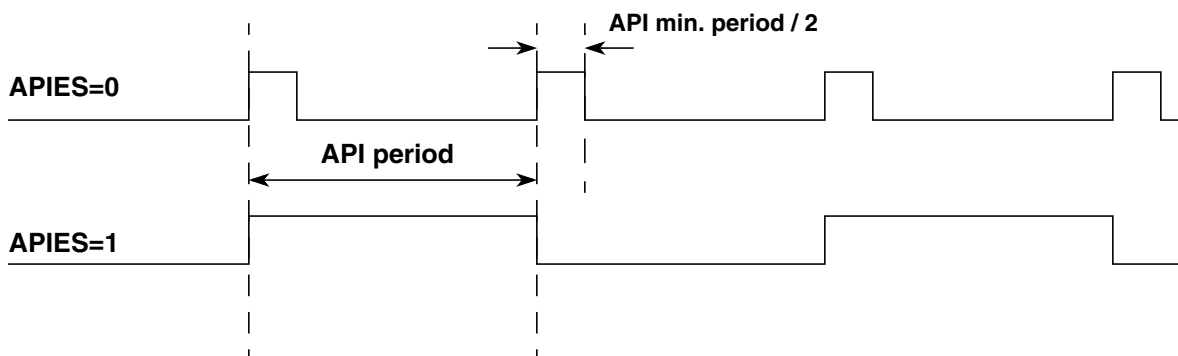 API min. period / 2
APIES=0
API period
APIES=1